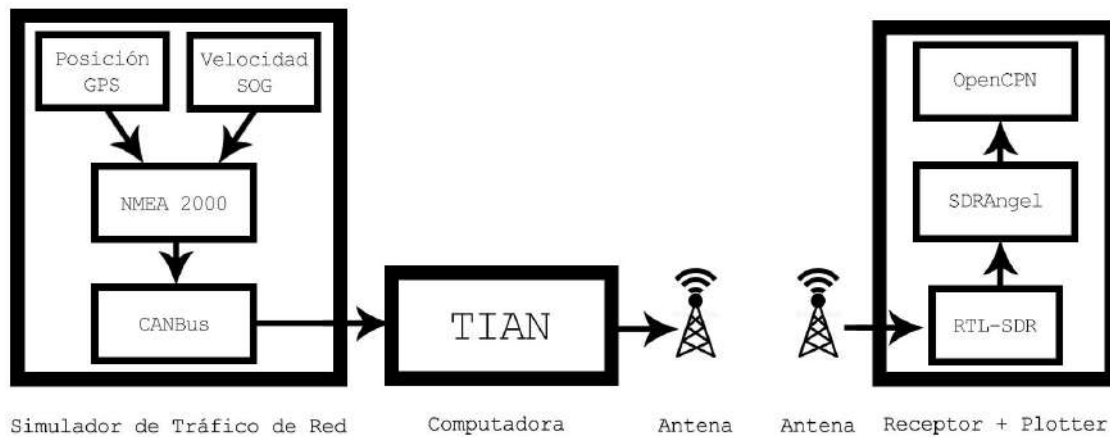 Posición
GPS
Velocidad
SOG
NMEA 2000
CANBus
TIAN
OpenCPN
SDRAngel
RTL-SDR
Simulador de Tráfico de Red
Computadora
Antena
Antena
Receptor + Plotter